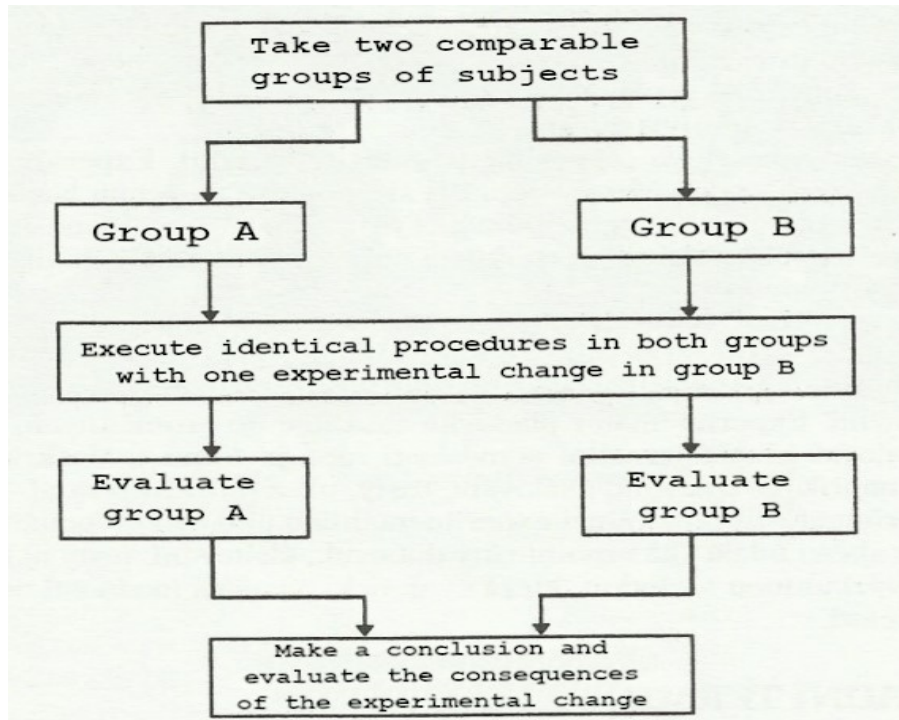 Take two comparable
groups of subjects
Group A
Group B
Execute identical procedures in both groups
with one experimental change in group B
Evaluate
group A
Evaluate
group B
Make a conclusion and
evaluate the consequences
of the experimental change